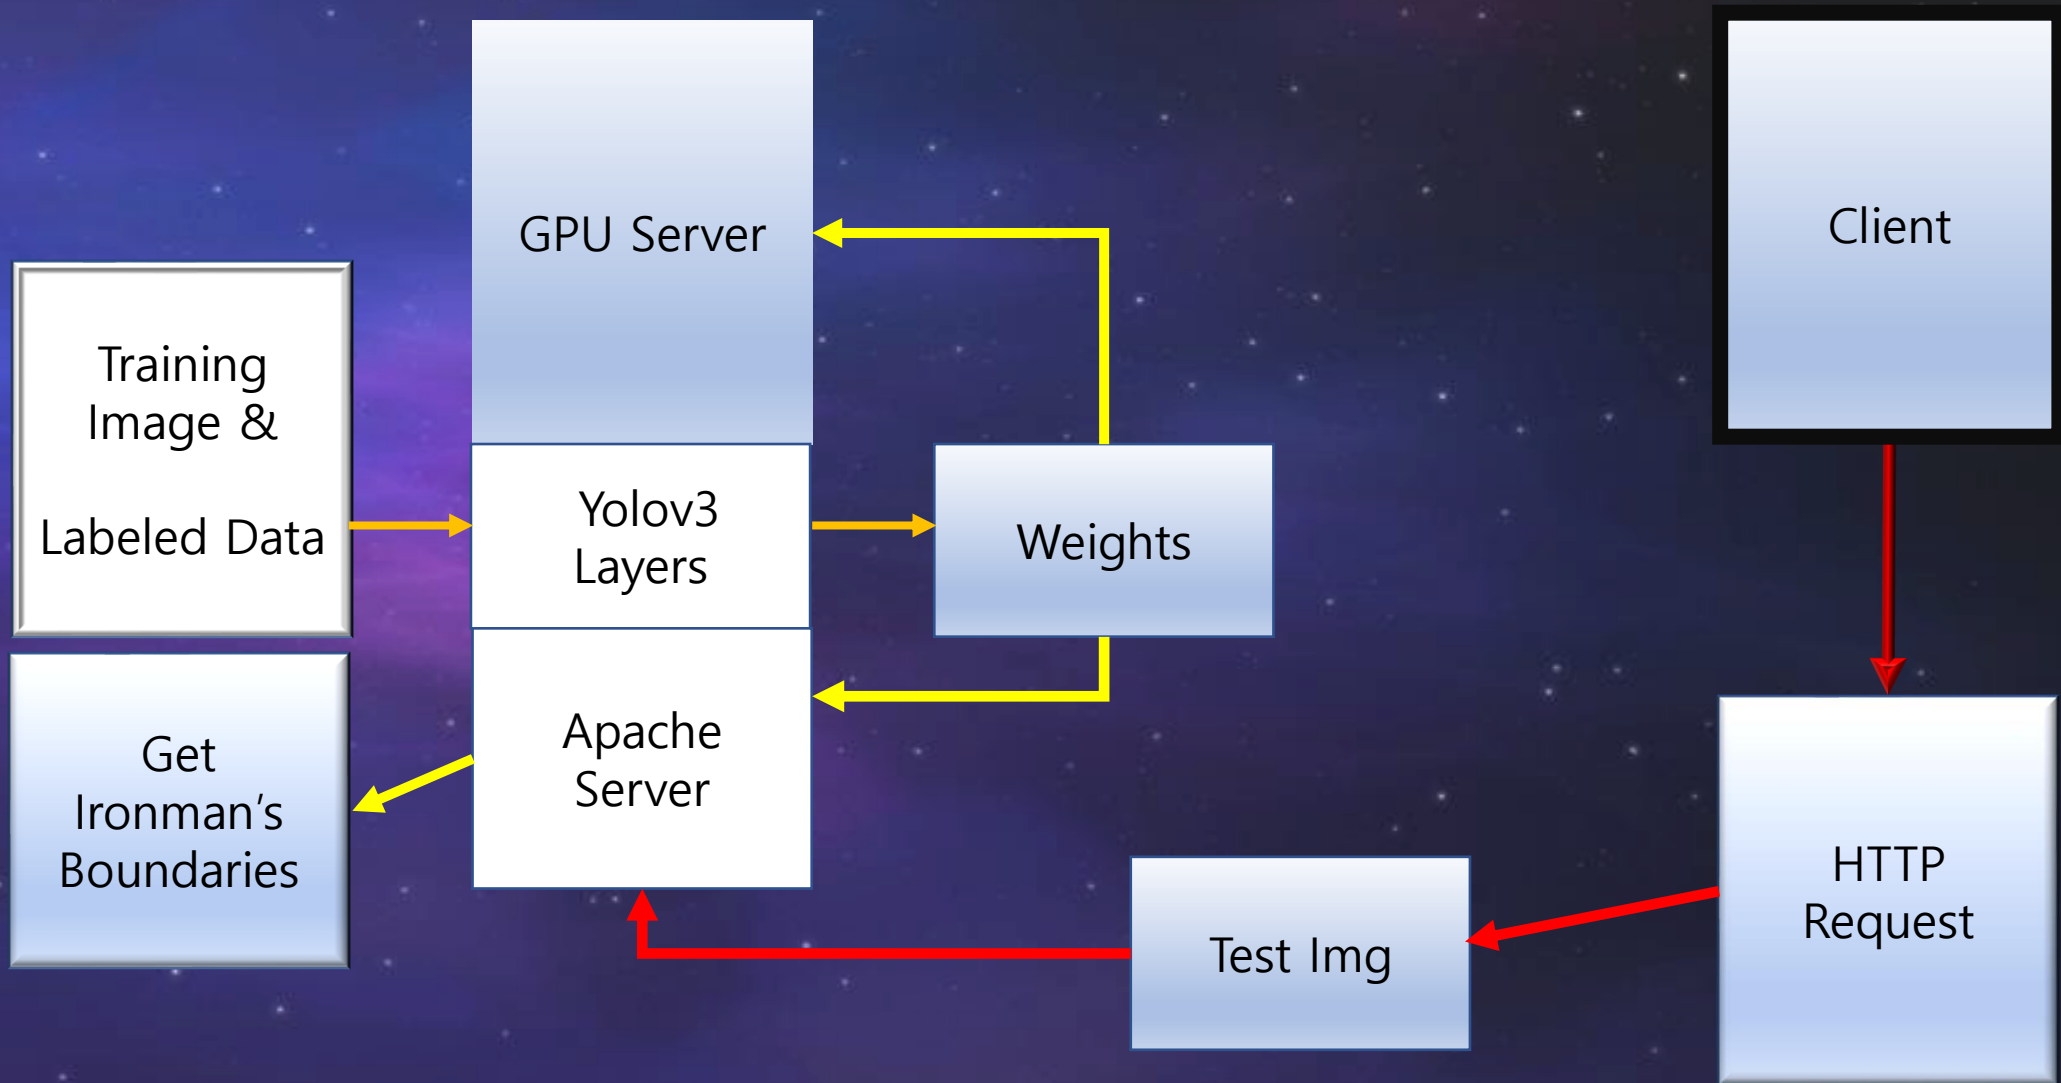 GPU Server
Client
Training
Image &
Labeled Data
Yolov3
Layers
Weights
Get
Ironman’s
Boundaries
Apache
Server
Test Img
HTTP
Request